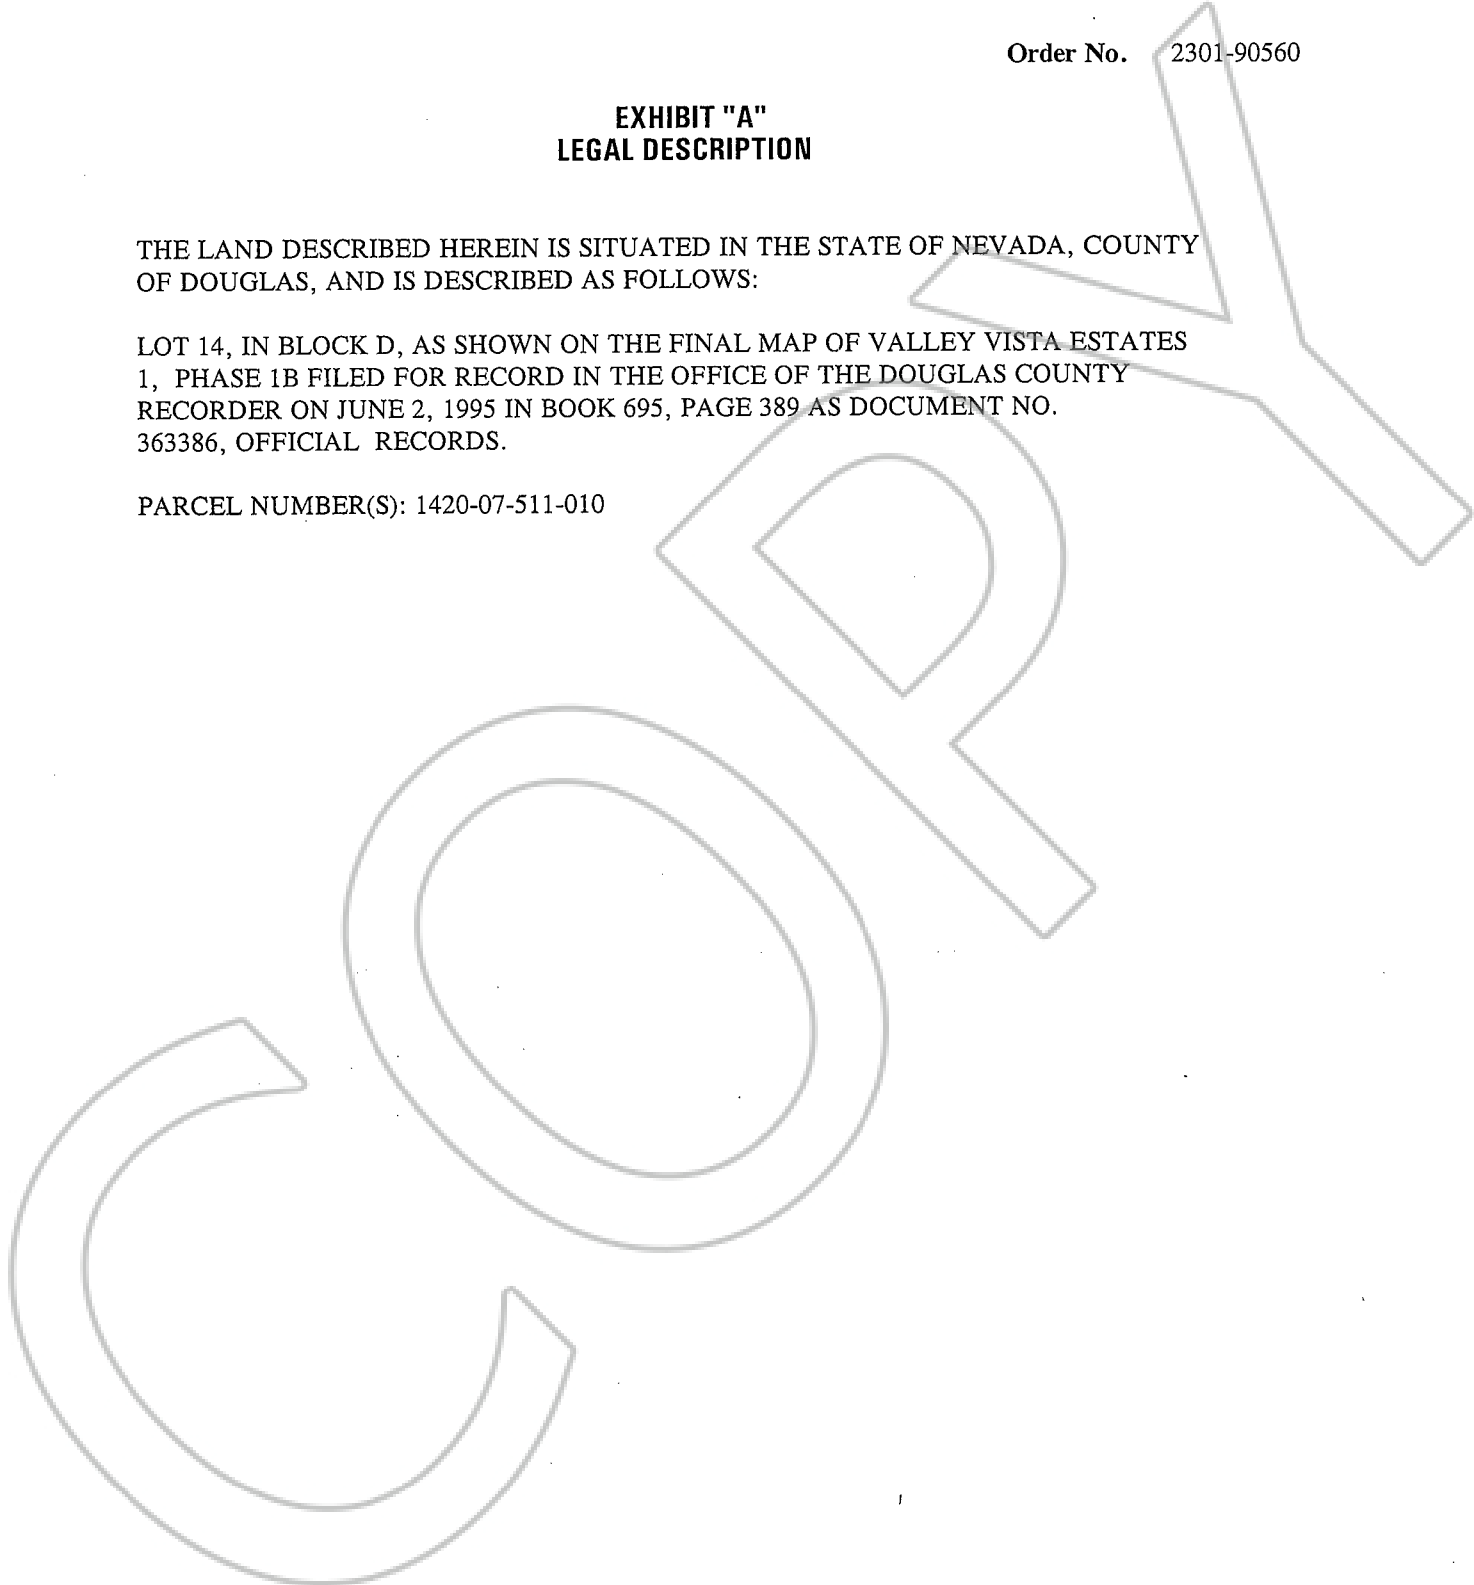 Order No. 2301-90560
EXHIBIT "A"
LEGAL DESCRIPTION
THE LAND DESCRIBED HEREIN IS SITUATED IN THE STATE OF NEVADA, COUNTY
OF DOUGLAS, AND IS DESCRIBED AS FOLLOWS:
LOT 14, IN BLOCK D, AS SHOWN ON THE FINAL MAP OF VALLEY VISTA ESTATES
1, PHASE 1B FILED FOR RECORD IN THE OFFICE OF THE DOUGLAS COUNTY
RECORDER ON JUNE 2, 1995 IN BOOK 695, PAGE 389 AS DOCUMENT NO.
363386, OFFICIAL RECORDS.
PARCEL NUMBER(S): 1420-07-511-010
COPY